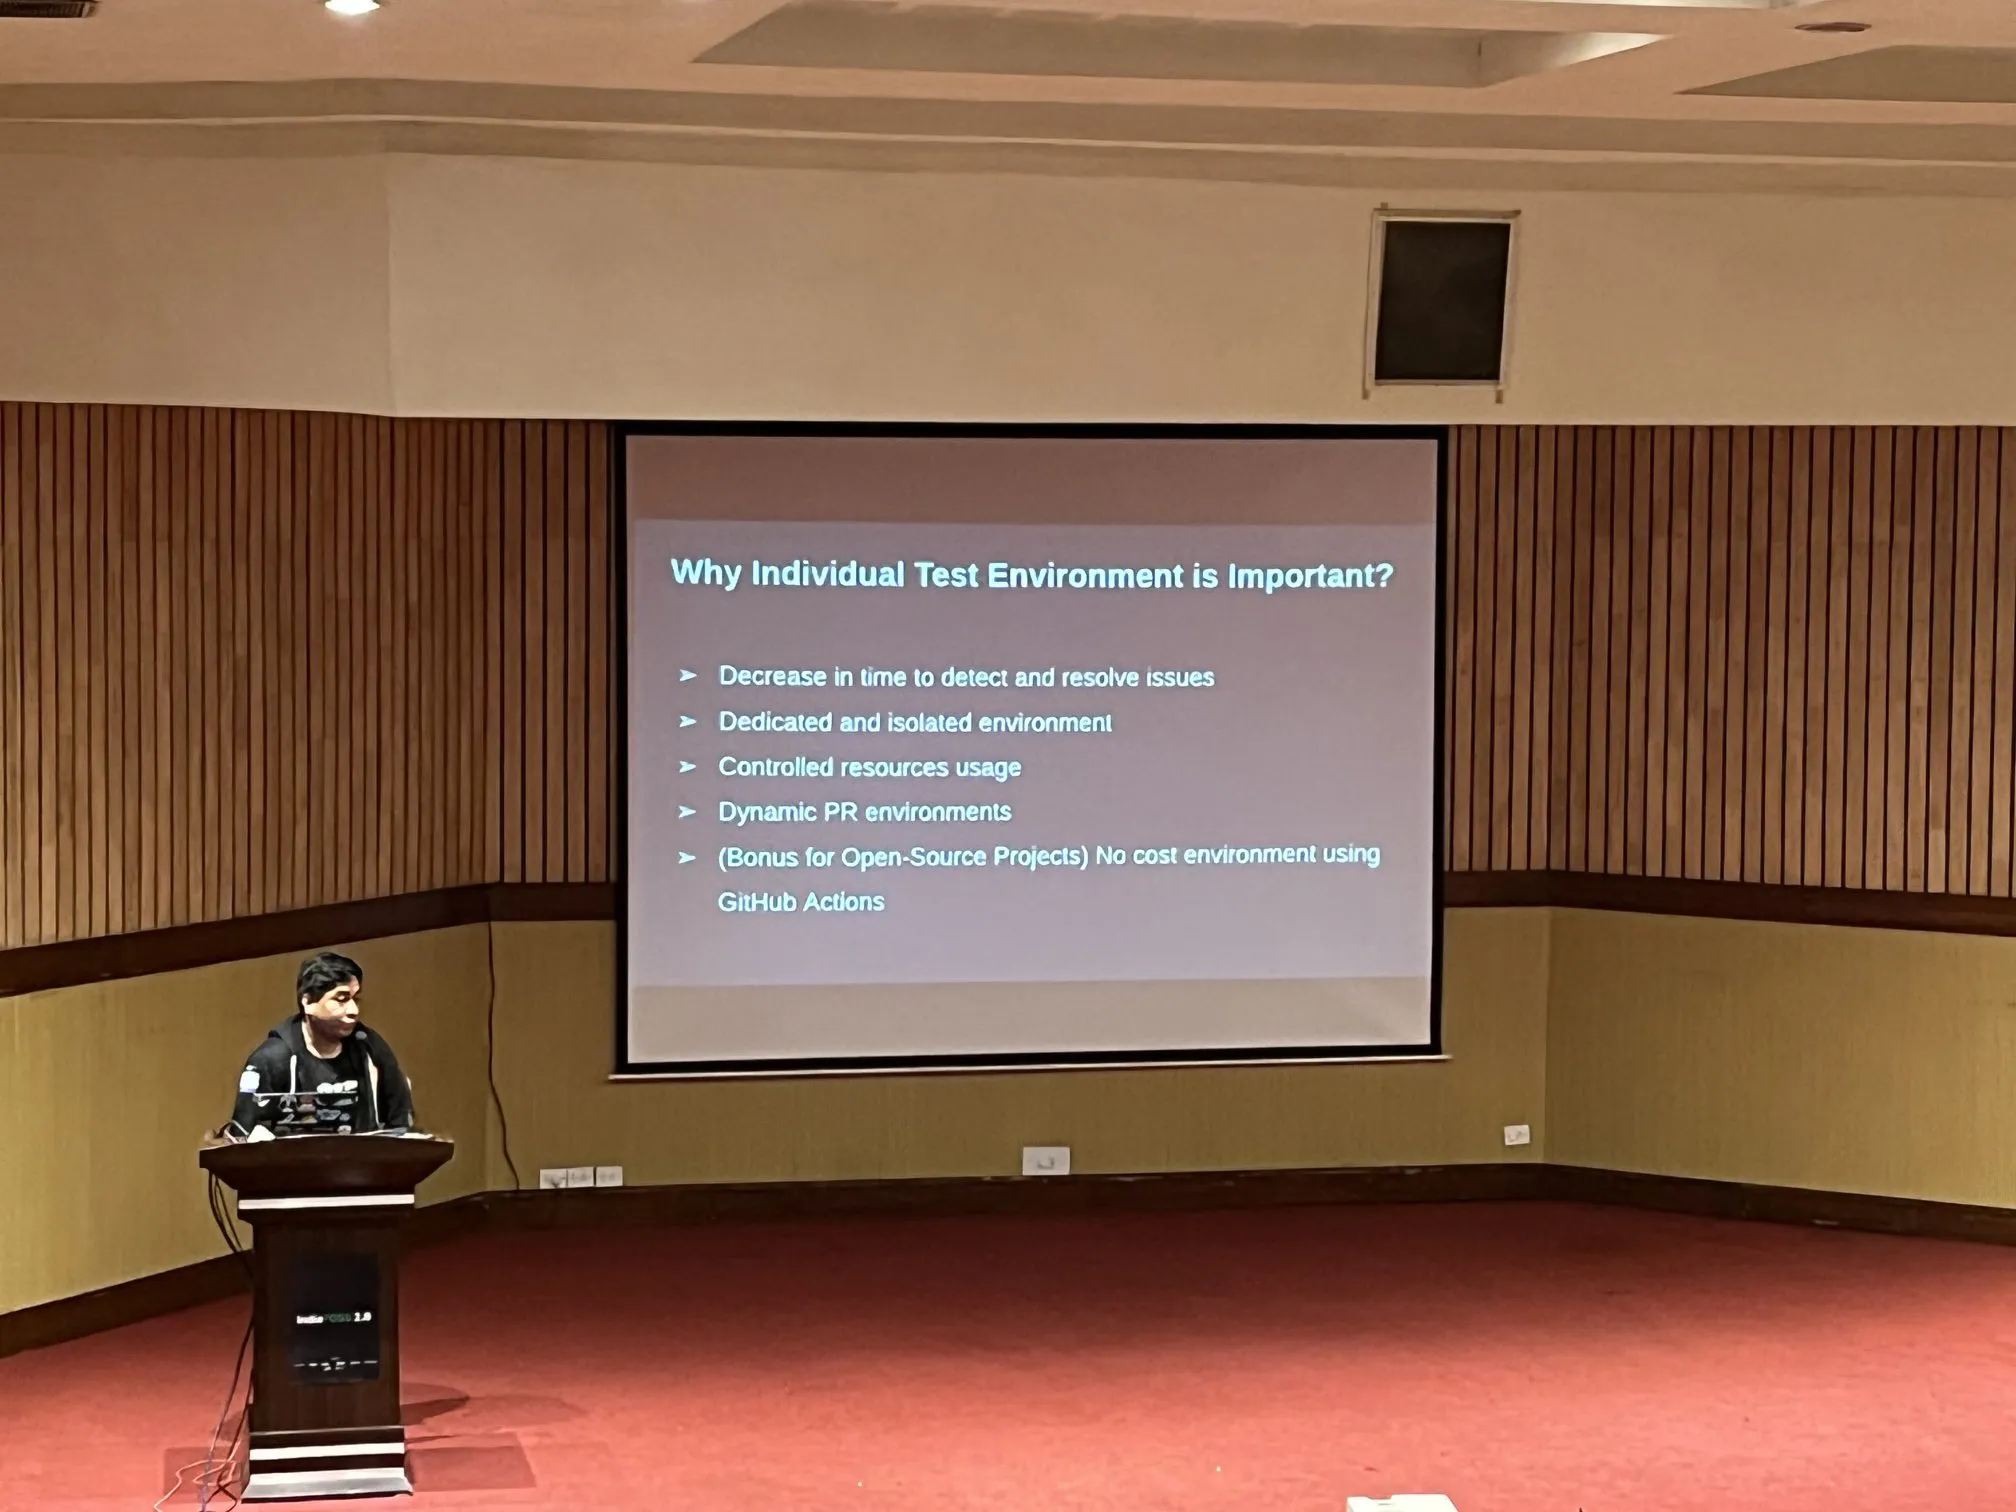 Why Individual Test Environment is Important?
➢ Decrease in time to detect and resolve issues
➢ Dedicated and isolated environment
➢ Controlled resources usage
➢ Dynamic PR environments
➢ (Bonus for Open-Source Projects) No cost environment using
GitHub Actions
IndiaFOSS 2.0